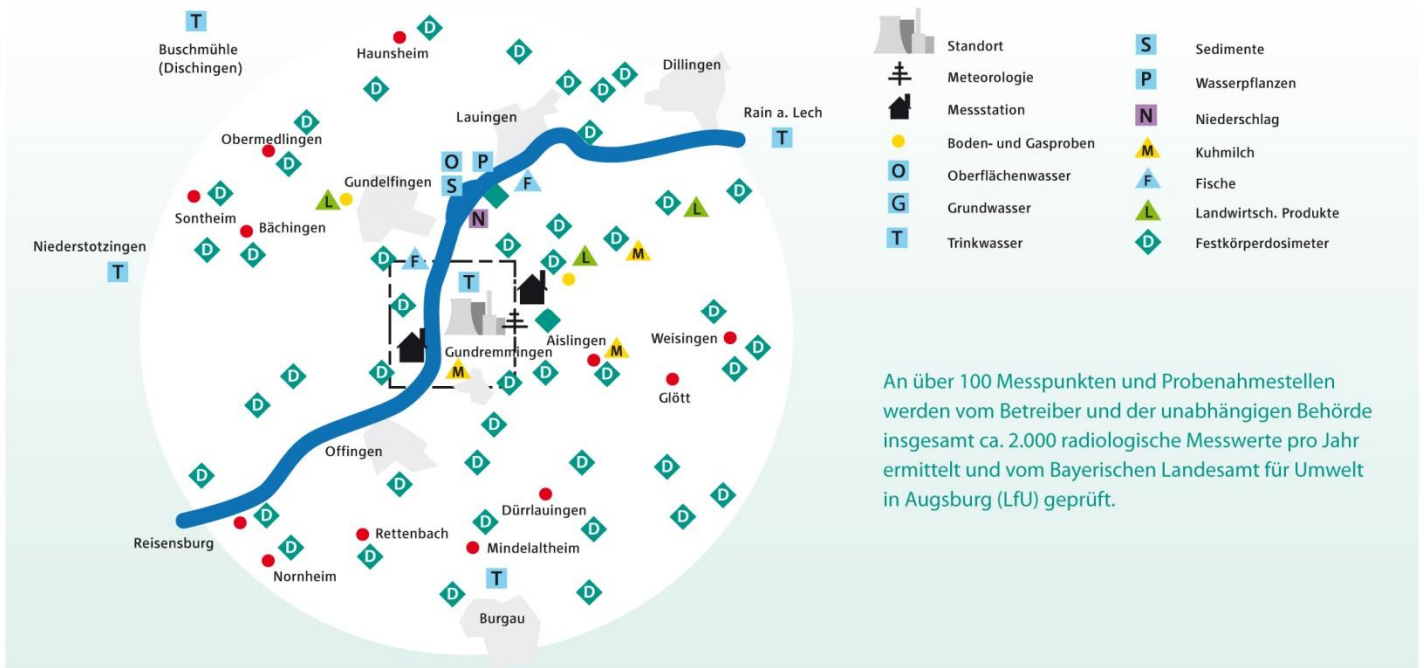 T
Buschmühle
(Dischingen)
Haunsheim
D
D
D
D
D
D
Dillingen
Lauingen
Rain a. Lech
T
D
Obermedlingen
D
D
O
P
S
F
Gundelfingen
L
N
Sontheim
D
Bächingen
D
D
D
L
D
Niederstotzingen
T
D
F
D
D
D
L
D
M
T
D
Gundremmingen
M
Aislingen
M
Weisingen
D
D
D
D
D
D
D
D
D
Glött
D
Offingen
D
D
D
D
D
D
D
Dürrlauingen
D
D
D
Reisensburg
D
D
Nornheim
Rettenbach
D
Mindelaltheim
T
D
D
Burgau
Standort
Meteorologie
Messstation
Boden- und Gasproben
O Oberflächenwasser
G Grundwasser
T Trinkwasser
S Sedimente
P Wasserpflanzen
N Niederschlag
M Kuhmilch
F Fische
L Landwirtsch. Produkte
D Festkörperdosimeter
An über 100 Messpunkten und Probenahmestellen
werden vom Betreiber und der unabhängigen Behörde
insgesamt ca. 2.000 radiologische Messwerte pro Jahr
ermittelt und vom Bayerischen Landesamt für Umwelt
in Augsburg (LfU) geprüft.